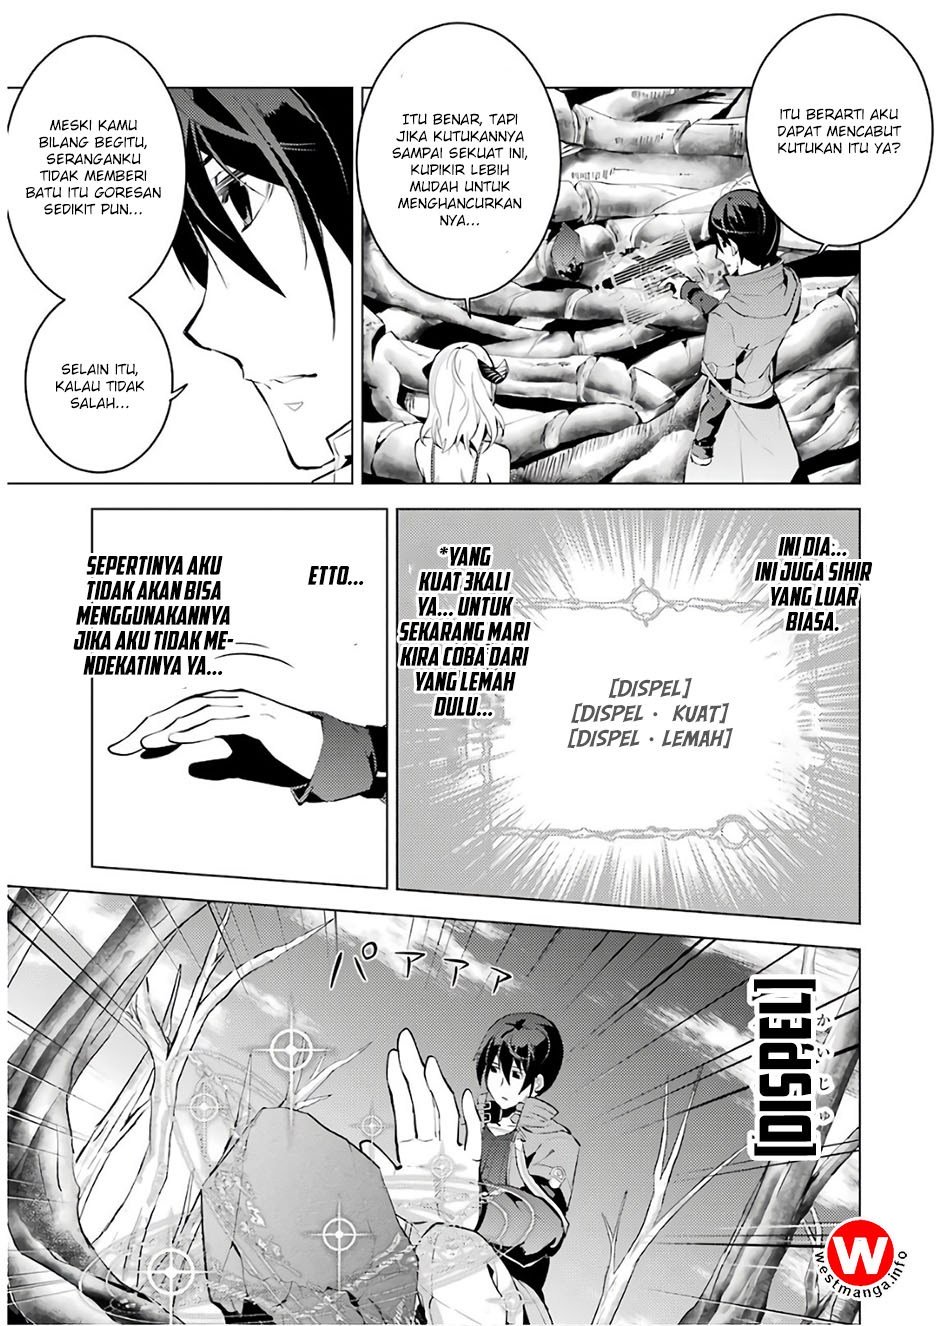 ITU BERARTI AKU
DAPAT MENCABUT
KUTUKAN ITU YA?
ITU BENAR, TAPI
JIKA KUTUKANNYA
SAMPAI SEKUAT INI,
KUPIKIR LEBIH
MUDAH UNTUK
MENGHANCURKAN
NYA...
MESKI KAMU
BILANG BEGITU,
SERANGANKU
TIDAK MEMBERI
BATU ITU GORESAN
SEDIKIT PUN...
SELAIN ITU,
KALAU TIDAK
SALAH...
INI DIA...
INI JUGA SIHIR
YANG LUAR
BIASA.
[DISPEL]
[DISPEL · KUAT]
[DISPEL · LEMAH]
*YANG
KUAT 3KALI
YA... UNTUK
SEKARANG MARI
KIRA COBA DARI
YANG LEMAH
DULU...
ETTO...
SEPERTINYA AKU
TIDAK AKAN BISA
MENGGUNAKANNYA
JIKA AKU TIDAK ME-
NDEKATINYA YA...
[DISPEL]
かいじゅ
パァァァ
W
westmanga.info